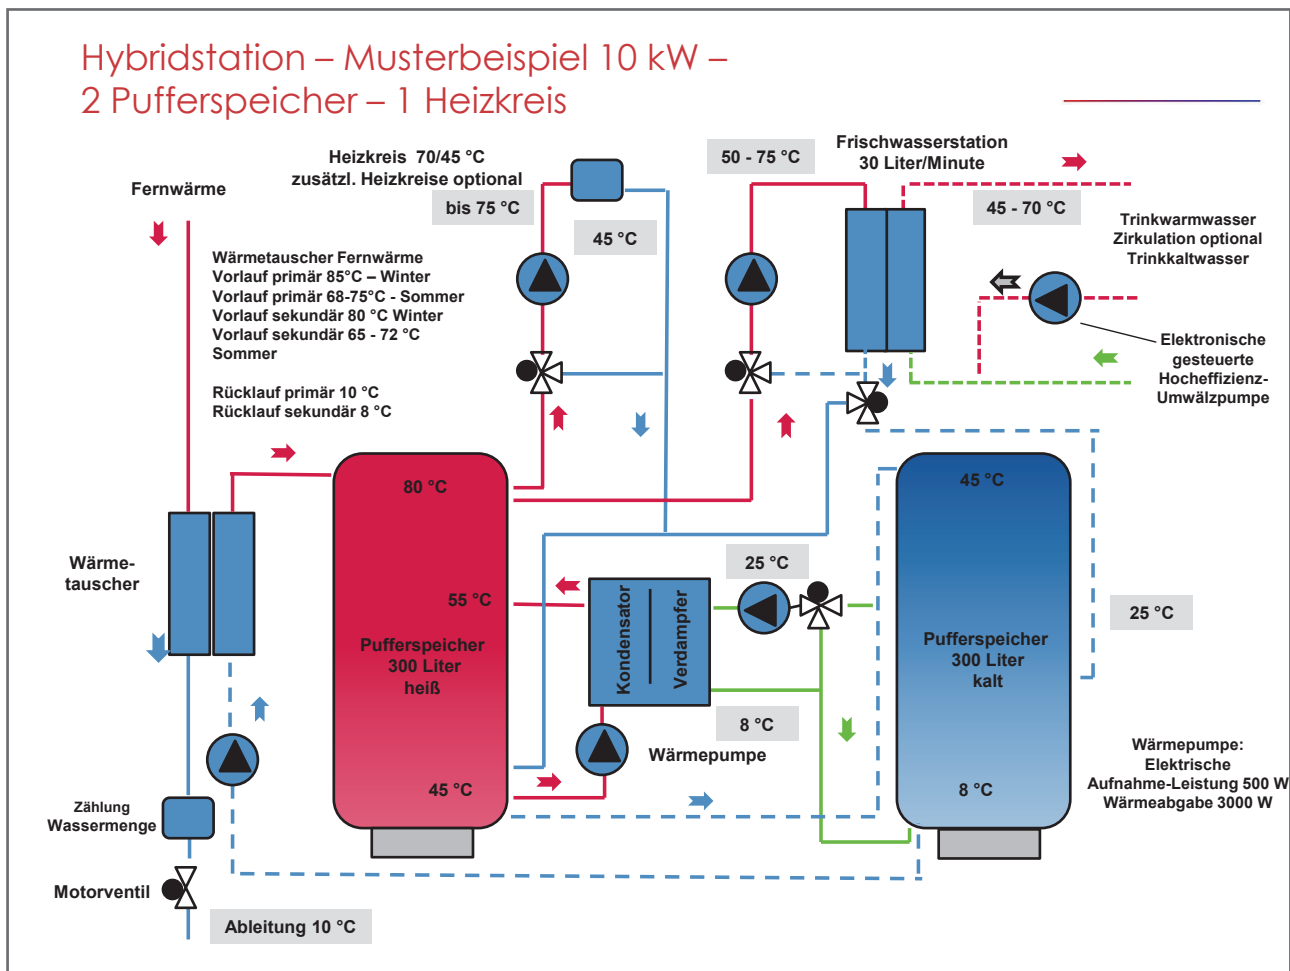 Hybridstation – Musterbeispiel 10 kW –
2 Pufferspeicher – 1 Heizkreis
Heizkreis 70/45 °C
zusätzl. Heizkreise optional
bis 75 °C
45 °C
50 - 75 °C
Frischwasserstation
30 Liter/Minute
45 - 70 °C
Trinkwarmwasser
Zirkulation optional
Trinkkaltwasser
Elektronische
gesteuerte
Hocheffizienz-
Umwälzpumpe
Fernwärme
Wärmetauscher Fernwärme
Vorlauf primär 85°C – Winter
Vorlauf primär 68-75°C - Sommer
Vorlauf sekundär 80 °C Winter
Vorlauf sekundär 65 - 72 °C
Sommer
Rücklauf primär 10 °C
Rücklauf sekundär 8 °C
Wärme-
tauscher
80 °C
55 °C
Pufferspeicher
300 Liter
heiß
45 °C
Kondensator
Verdampfer
25 °C
8 °C
Wärmepumpe
45 °C
Pufferspeicher
300 Liter
kalt
8 °C
25 °C
Wärmepumpe:
Elektrische
Aufnahme-Leistung 500 W
Wärmeabgabe 3000 W
Zählung
Wassermenge
Motorventil
Ableitung 10 °C